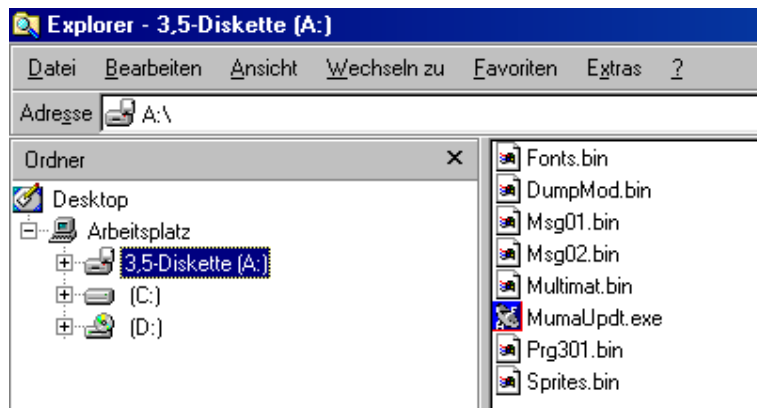 Explorer - 3,5-Diskette (A:)
Datei Bearbeiten Ansicht Wechseln zu Favoriten Extras ?
Adresse A:\
Ordner
Desktop
Arbeitsplatz
3,5-Diskette (A:)
(C:)
(D:)
Fonts.bin
DumpMod.bin
Msg01.bin
Msg02.bin
Multimat.bin
MumaUpdt.exe
Prg301.bin
Sprites.bin